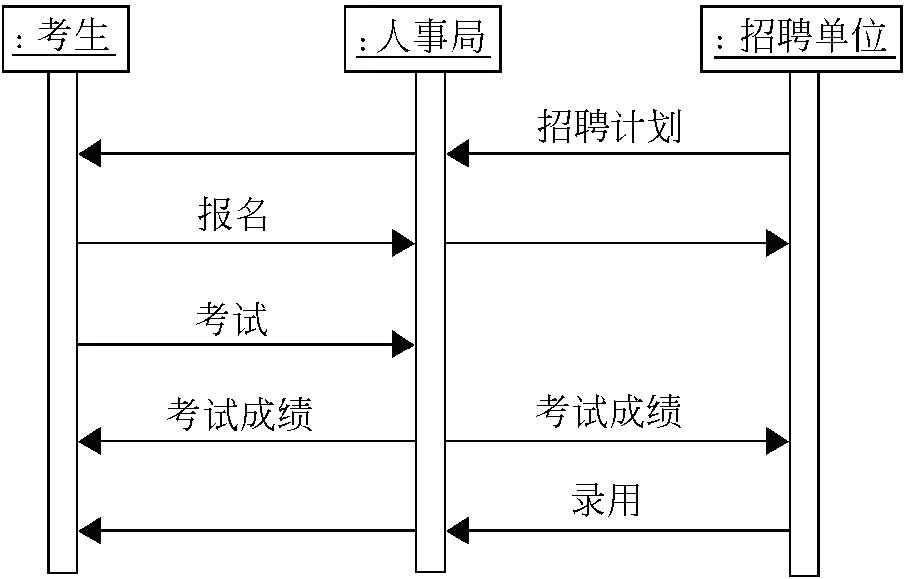 ：考生
：人事局
：招聘单位
招聘计划
报名
考试
考试成绩
考试成绩
录用